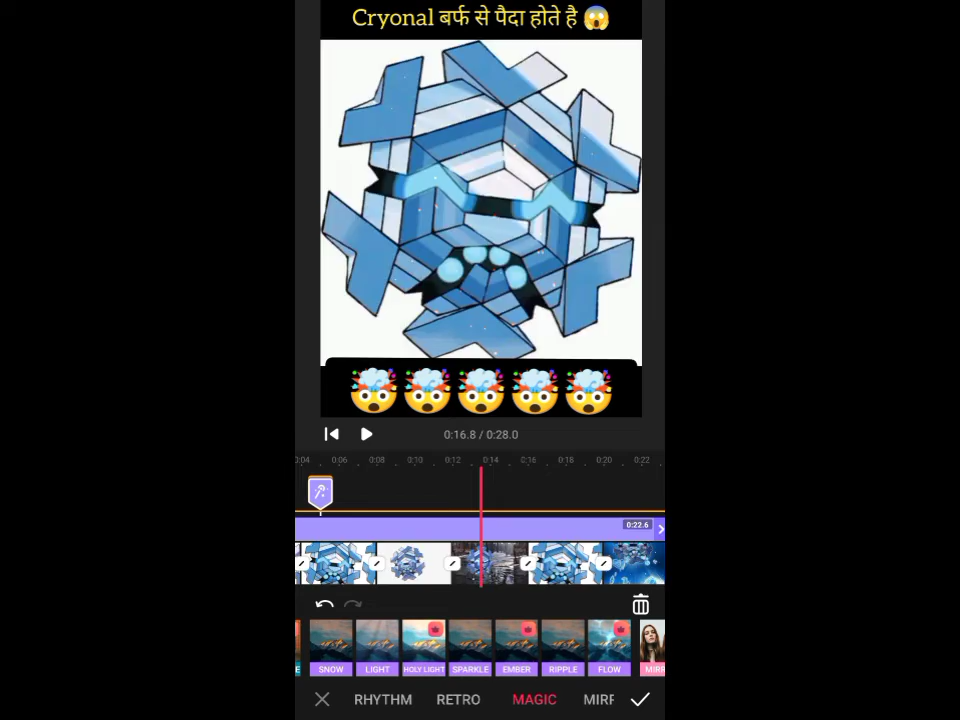 Cryonal बर्फ से पैदा होते है 😱
🤯🤯🤯🤯🤯
0:16.8 / 0:28.0
0:04 0:06 0:08 0:10 0:12 0:14 0:16 0:18 0:20 0:22
0:22.6
SNOW LIGHT HOLY LIGHT SPARKLE EMBER RIPPLE FLOW MIRR
RHYTHM RETRO MAGIC MIRR